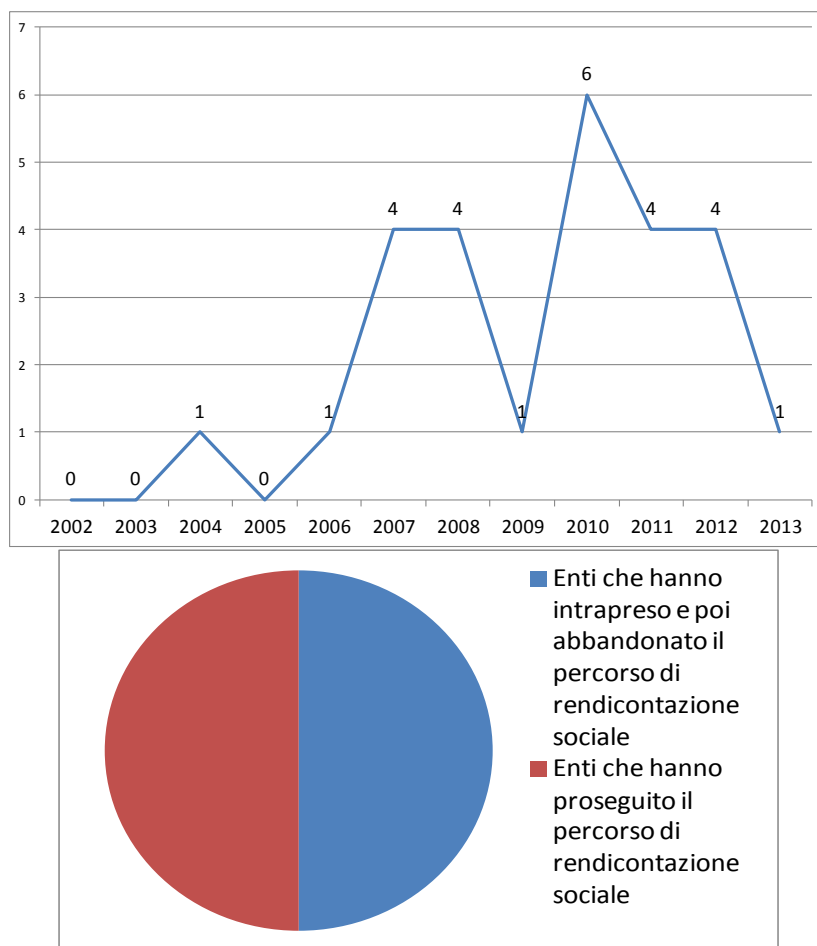 7
6
6
5
4 4 4 4
4
3
2
1 1 1 1
1
0 0 0
0
2002 2003 2004 2005 2006 2007 2008 2009 2010 2011 2012 2013
Enti che hanno
intrapreso e poi
abbandonato il
percorso di
rendicontazione
sociale
Enti che hanno
proseguito il
percorso di
rendicontazione
sociale